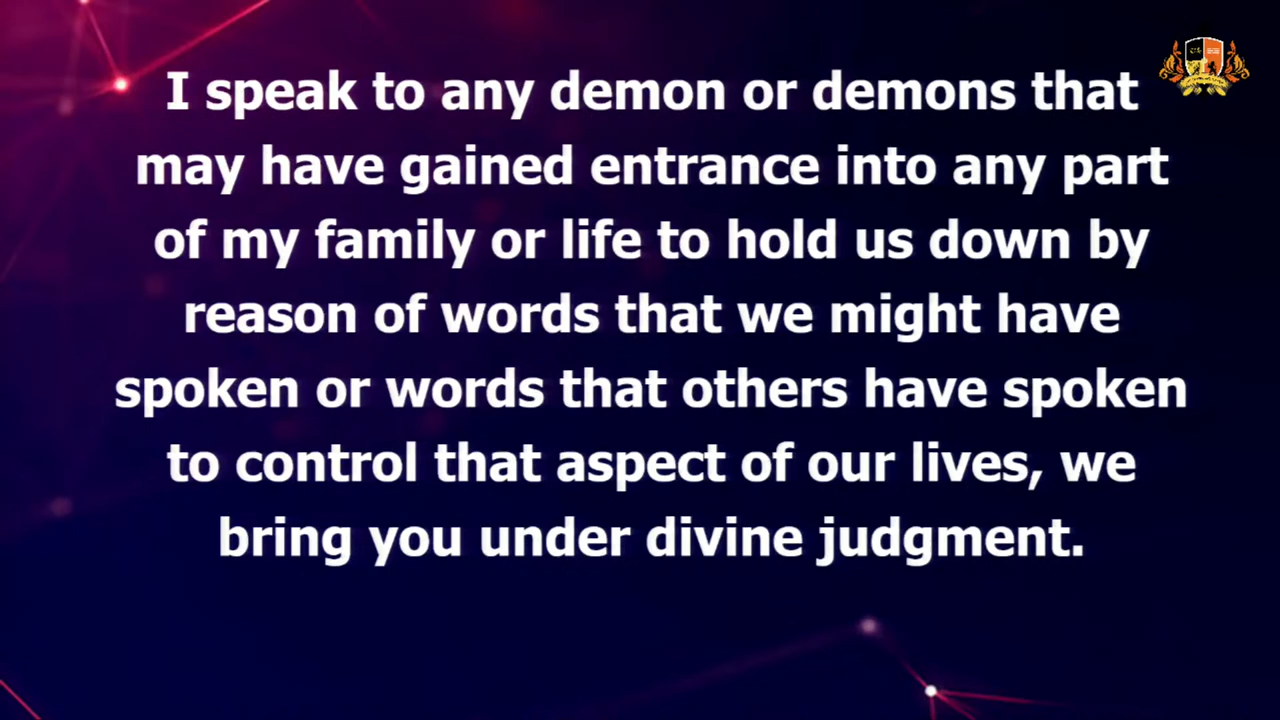 I speak to any demon or demons that
may have gained entrance into any part
of my family or life to hold us down by
reason of words that we might have
spoken or words that others have spoken
to control that aspect of our lives, we
bring you under divine judgment.